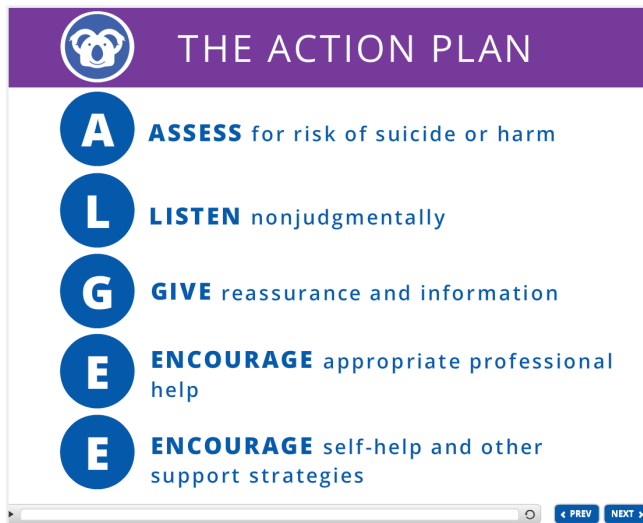 THE ACTION PLAN
A
ASSESS for risk of suicide or harm
L
LISTEN nonjudgmentally
G
GIVE reassurance and information
E
ENCOURAGE appropriate professional
help
E
ENCOURAGE self-help and other
support strategies
PREV
NEXT